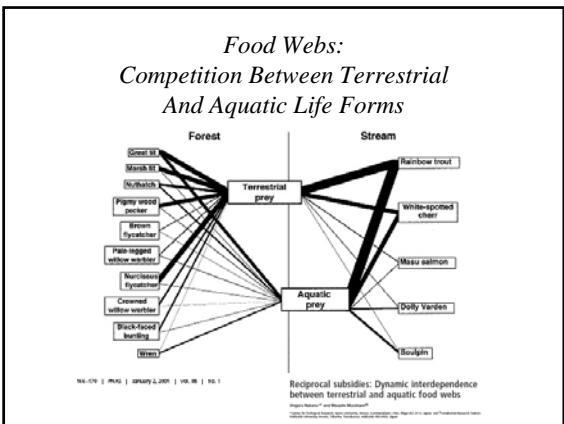 Food Webs:
Competition Between Terrestrial
And Aquatic Life Forms
Forest
Stream
Great tit
Marsh tit
Nuthatch
Pigmy wood
pecker
Brown
flycatcher
Pale-legged
willow warbler
Narcissus
flycatcher
Crowned
willow warbler
Black-faced
bunting
Wren
Terrestrial
prey
Aquatic
prey
Rainbow trout
White-spotted
charr
Masu salmon
Dolly Varden
Sculpin
166–170 | PNAS | January 2, 2001 | vol. 98 | no. 1
Reciprocal subsidies: Dynamic interdependence
between terrestrial and aquatic food webs